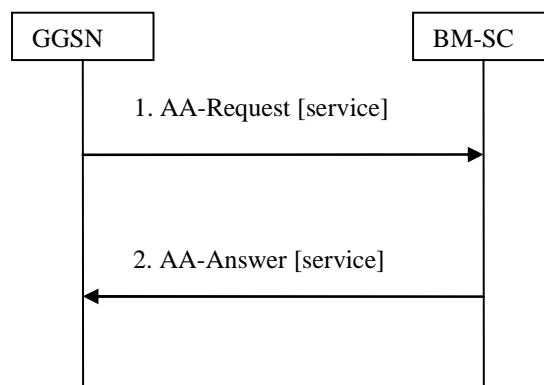 GGSN
BM-SC
1. AA-Request [service]
2. AA-Answer [service]